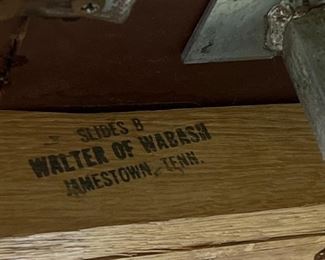 SLIDES B
WALTER OF WABASH
JAMESTOWN, TENN.